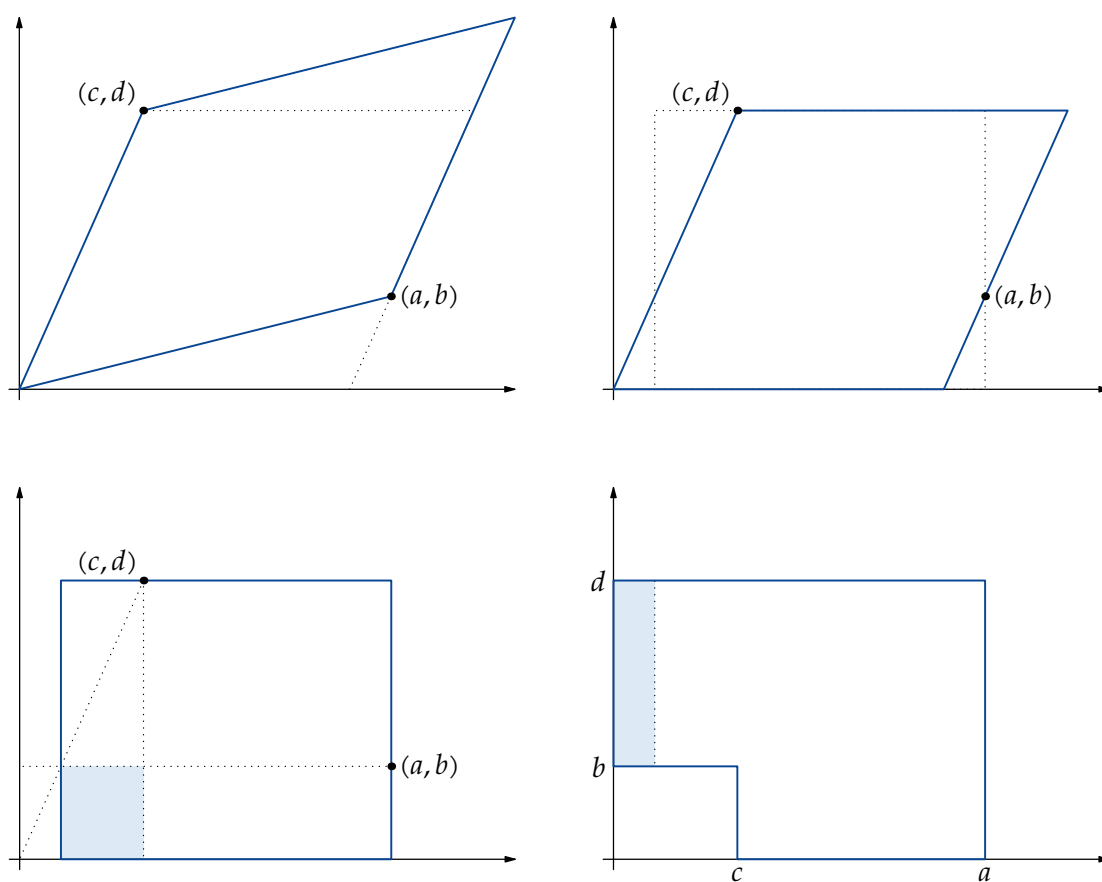 (c, d)
(a, b)
(c, d)
(a, b)
(c, d)
(a, b)
d
b
c
a